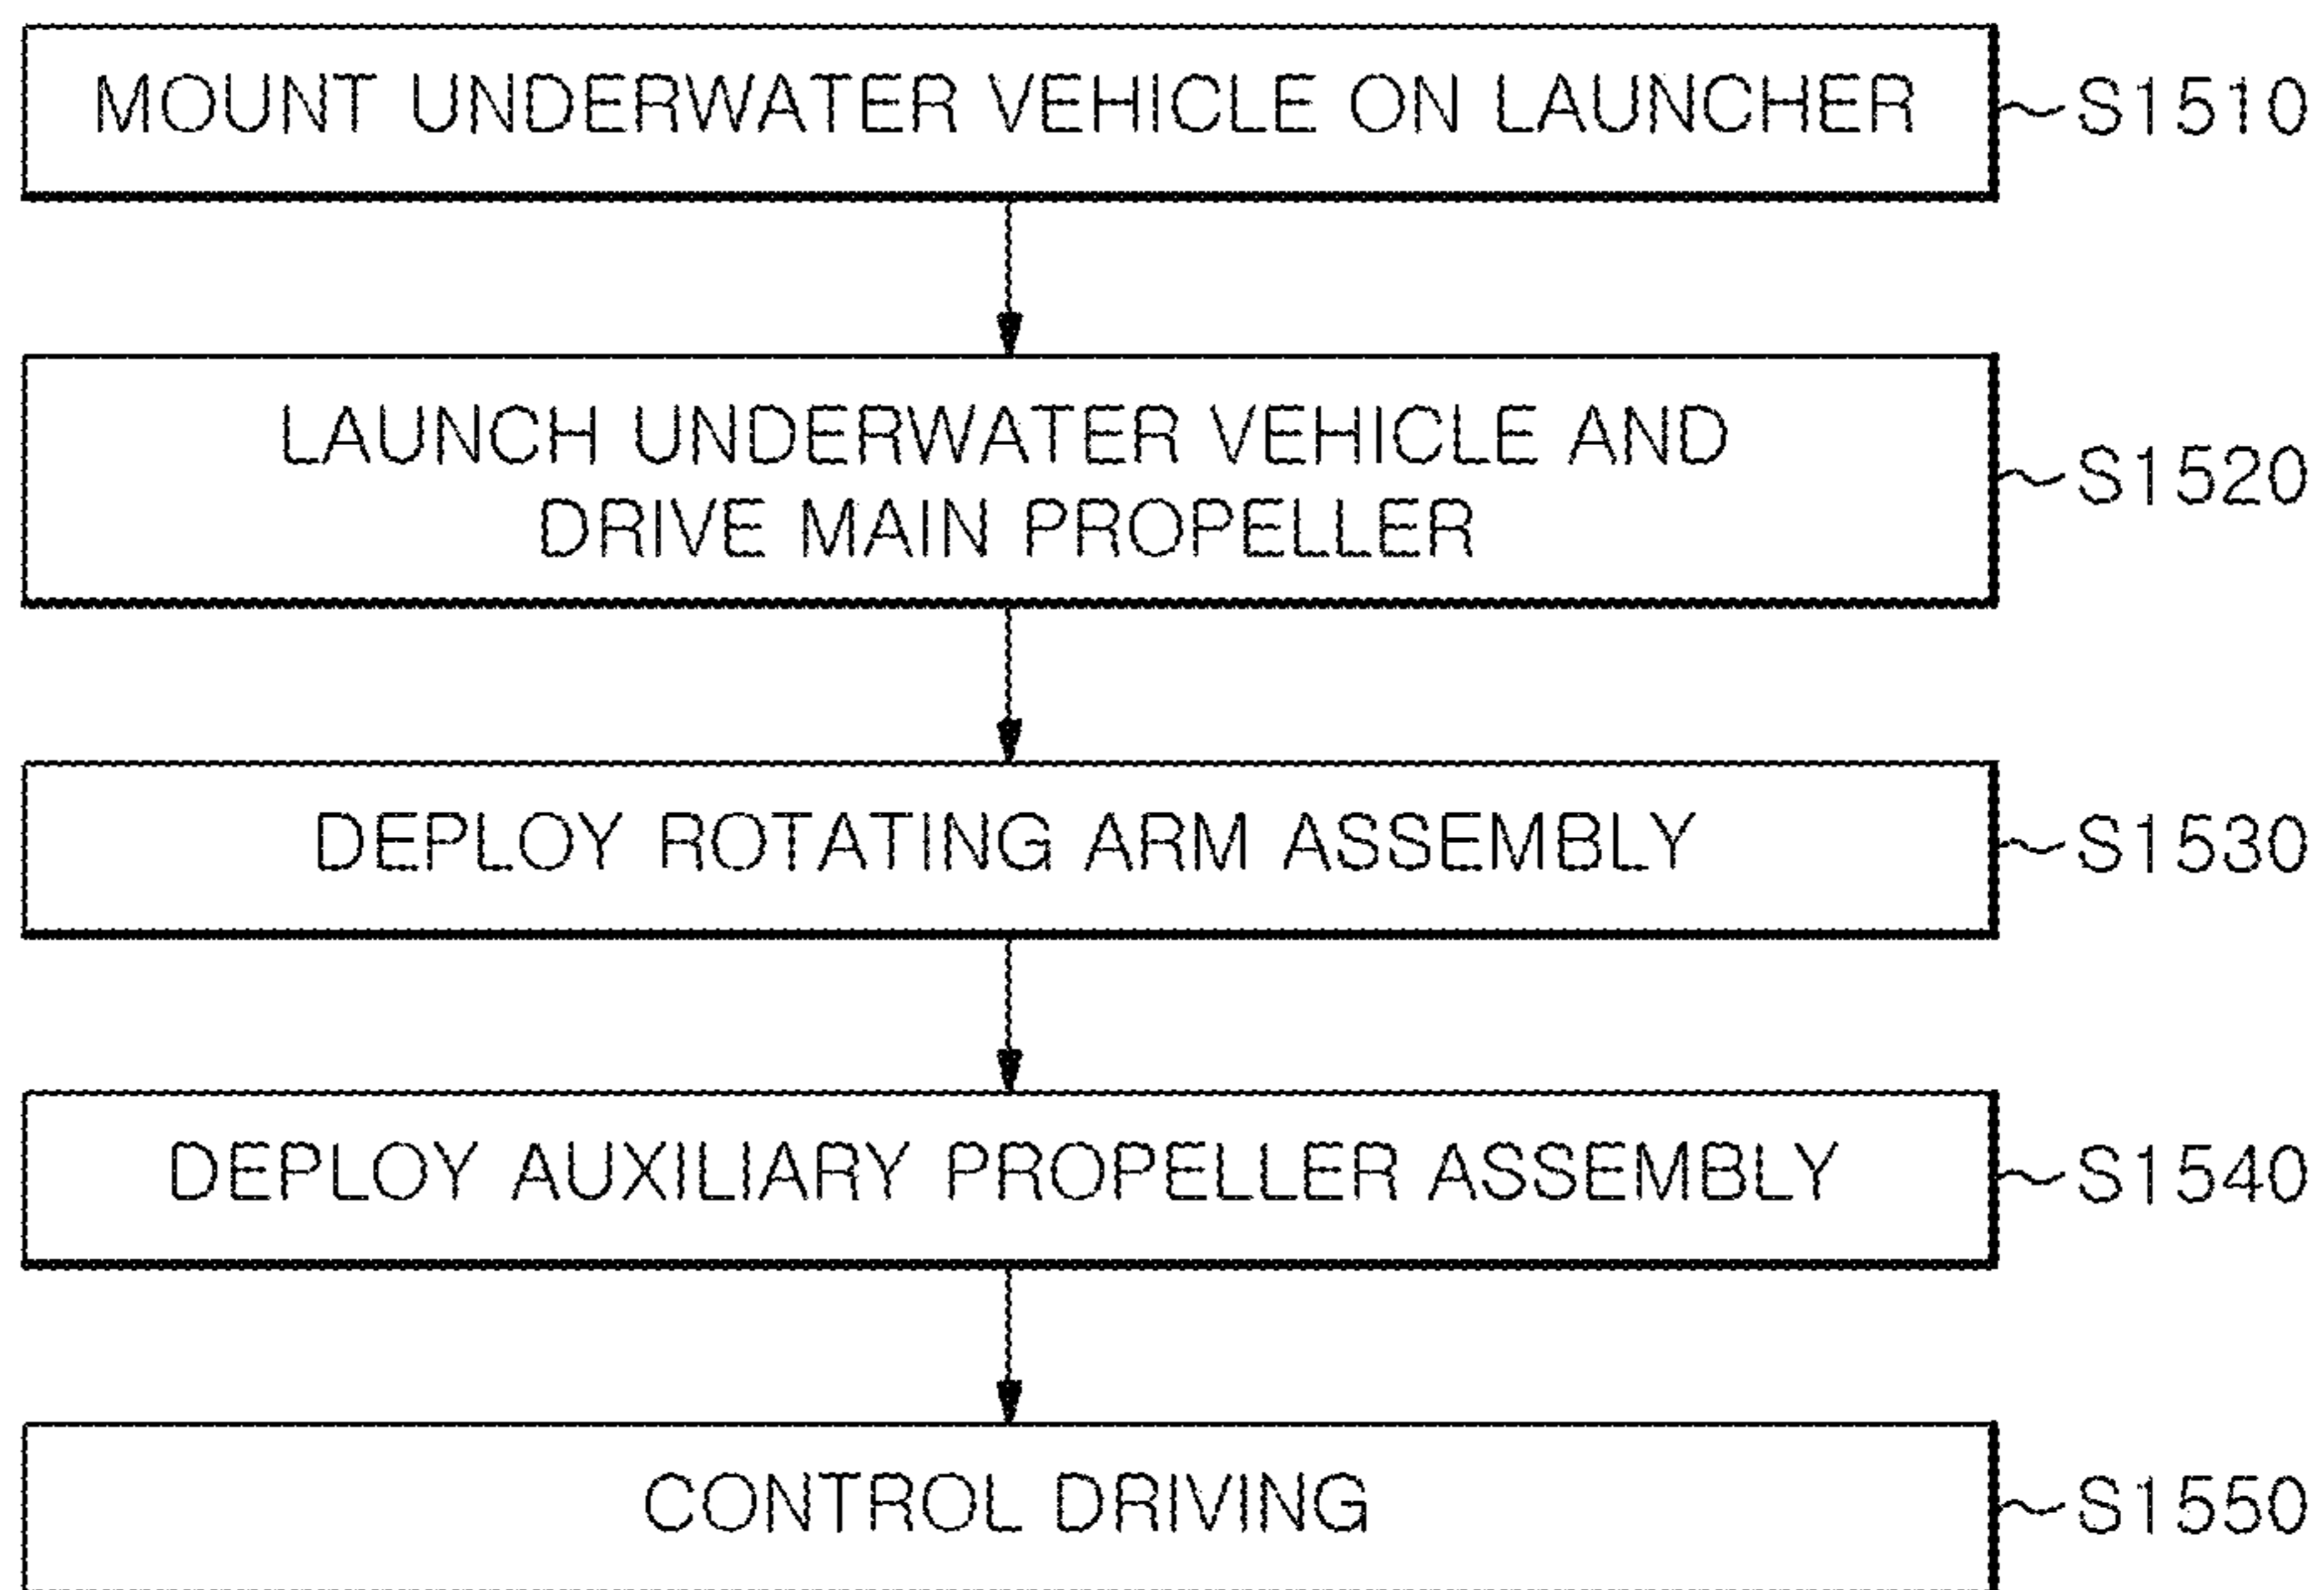 MOUNT UNDERWATER VEHICLE ON LAUNCHER
S1510
LAUNCH UNDERWATER VEHICLE AND
DRIVE MAIN PROPELLER
S1520
DEPLOY ROTATING ARM ASSEMBLY
S1530
DEPLOY AUXILIARY PROPELLER ASSEMBLY
S1540
CONTROL DRIVING
S1550